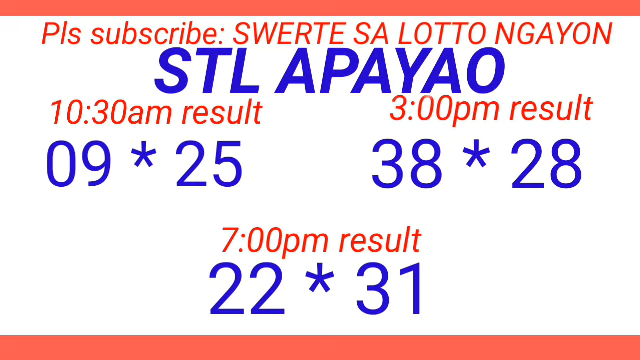 Pls subscribe: SWERTE SA LOTTO NGAYON
STL APAYAO
10:30am result
3:00pm result
09 * 25
38 * 28
7:00pm result
22 * 31